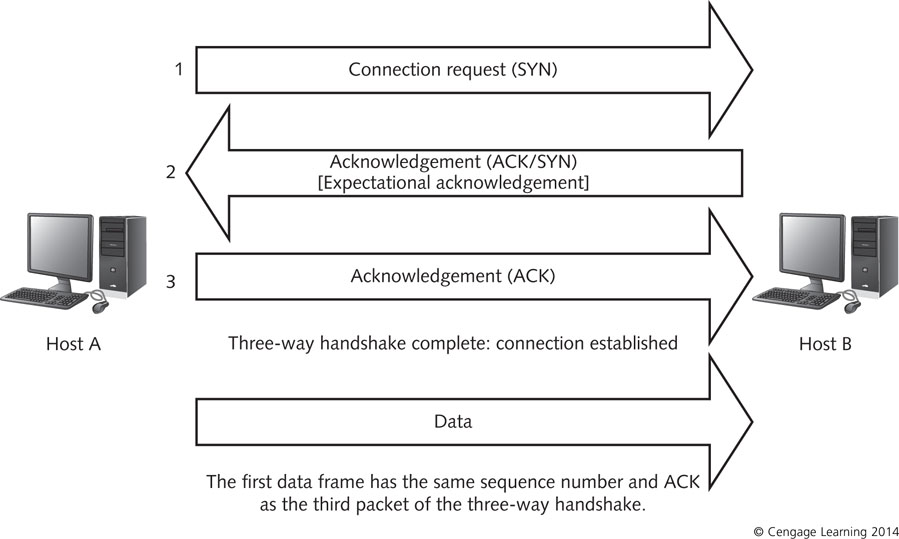 1
Connection request (SYN)
2
Acknowledgement (ACK/SYN)
[Expectational acknowledgement]
3
Acknowledgement (ACK)
Host A
Three-way handshake complete: connection established
Host B
Data
The first data frame has the same sequence number and ACK
as the third packet of the three-way handshake.
© Cengage Learning 2014